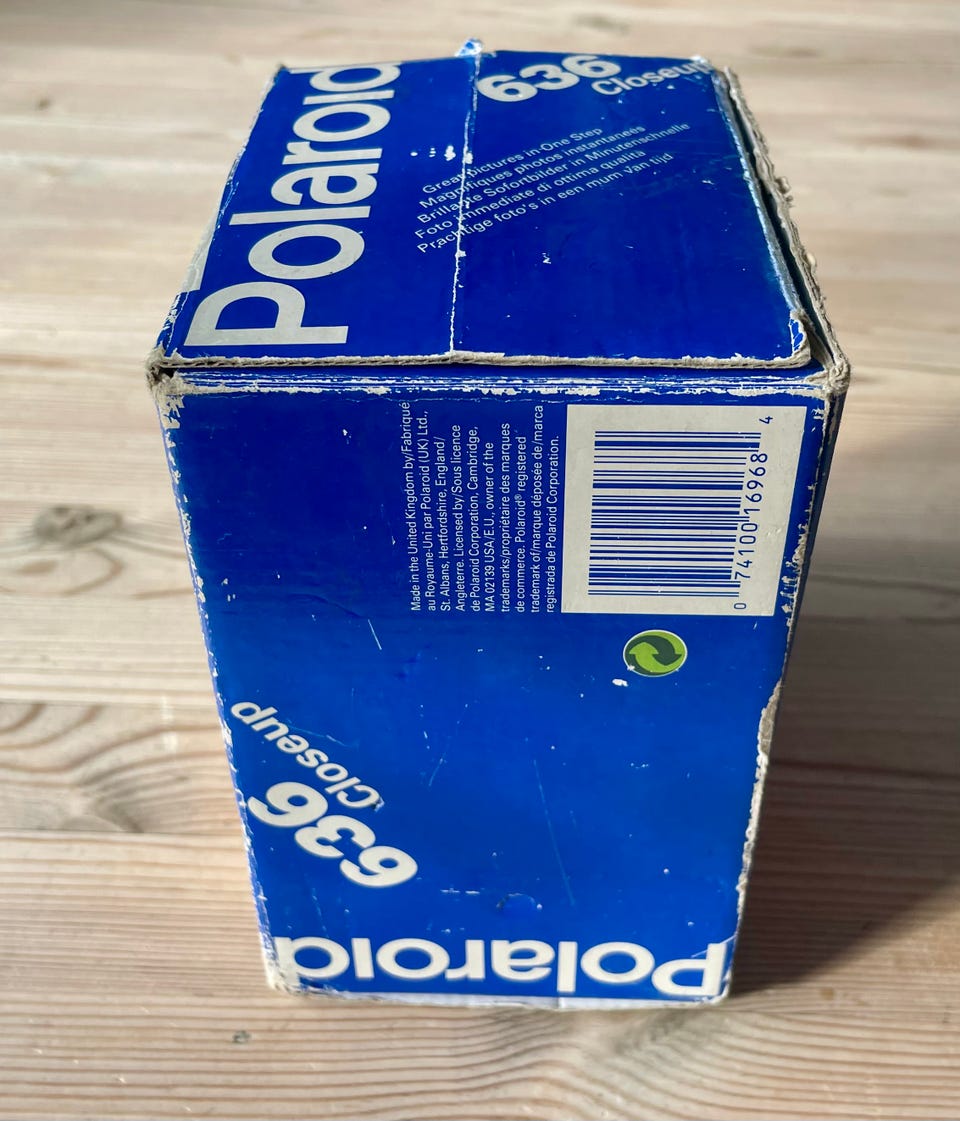 Polaroid
636
Closeup
Great Pictures in One Step
Magnifiques photos instantaneés
Brillante Sofortbilder in Minutenschnelle
Foto immediate di ottima qualita
Prachtige foto's in een mum van tijd
Made in the United Kingdom by/Fabriqué
au Royaume-Uni par Polaroid (UK) Ltd.,
St. Albans, Hertfordshire, England/
Angleterre. Licensed by/Sous licence
de Polaroid Corporation, Cambridge,
MA 02139 USA/E.U., owner of the
trademarks/propriétaire des marques
de commerce. Polaroid® registered
trademark of/marque déposée de/marca
registrada de Polaroid Corporation.
0 74100 16968 4
636
Closeup
Polaroid